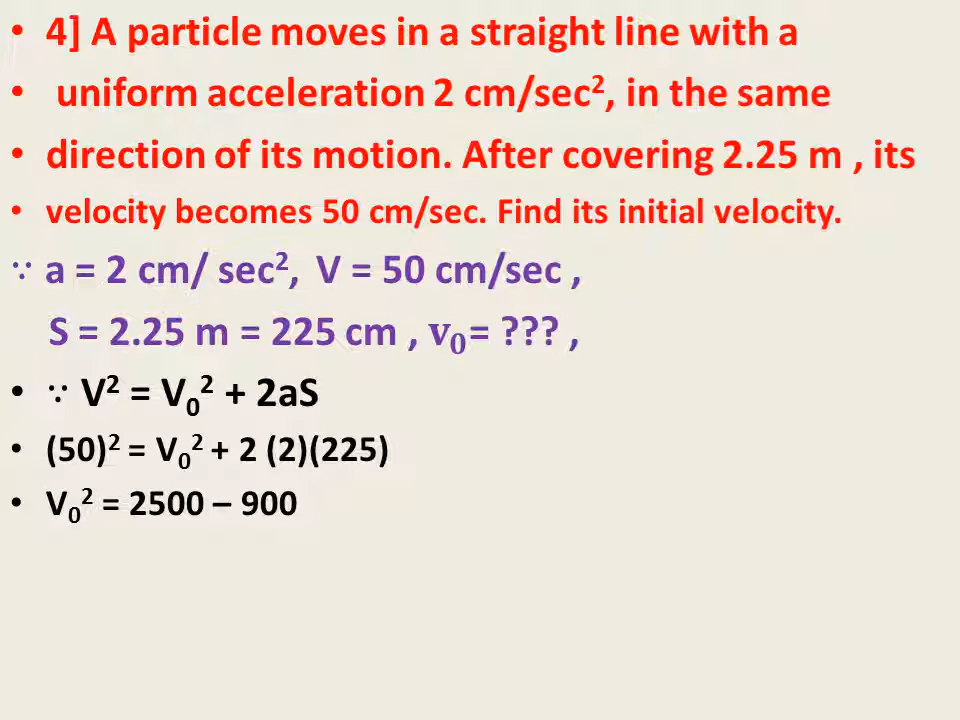 • 4] A particle moves in a straight line with a
• uniform acceleration 2 cm/sec², in the same
• direction of its motion. After covering 2.25 m , its
• velocity becomes 50 cm/sec. Find its initial velocity.
∵ a = 2 cm/ sec², V = 50 cm/sec ,
S = 2.25 m = 225 cm , v₀= ??? ,
• ∵ V² = V₀² + 2aS
• (50)² = V₀² + 2 (2)(225)
• V₀² = 2500 – 900